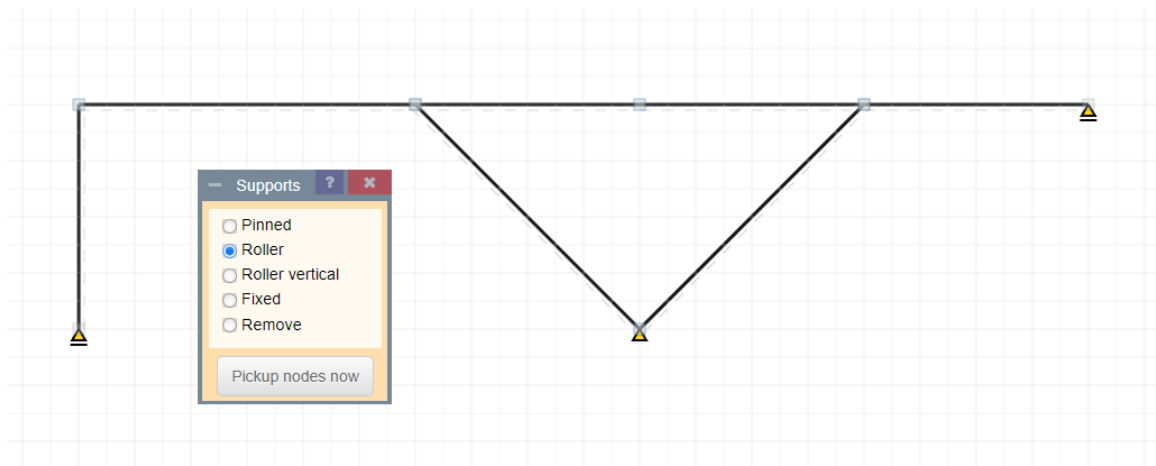 Supports ?
Pinned
Roller
Roller vertical
Fixed
Remove
Pickup nodes now